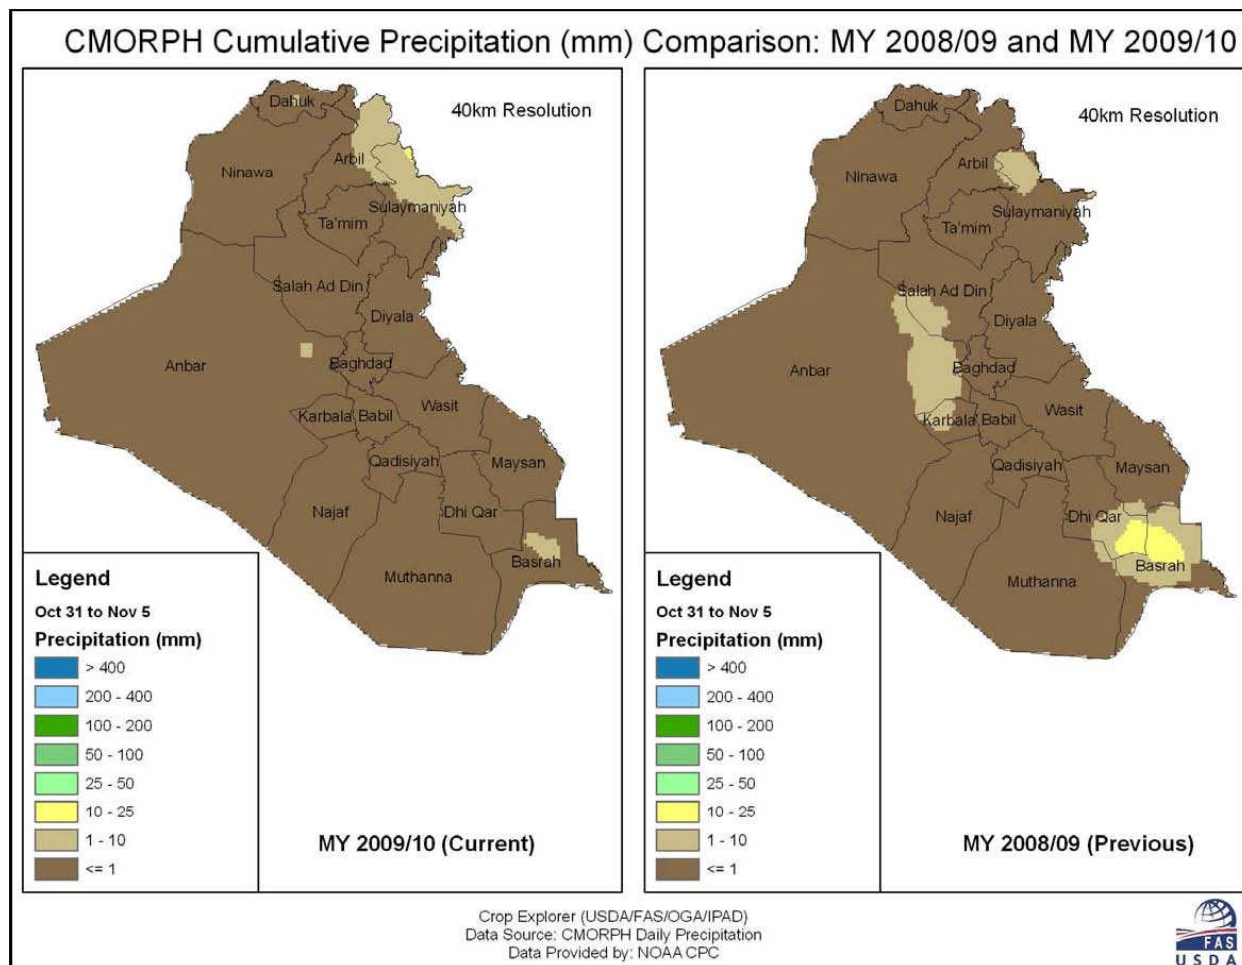 CMORPH Cumulative Precipitation (mm) Comparison: MY 2008/09 and MY 2009/10
40km Resolution
Dahuk
Arbil
Ninawa
Sulaymaniyah
Ta'mim
Salah Ad Din
Diyala
Anbar
Baghdad
Wasit
Karbala
Babil
Qadisiyah
Maysan
Najaf
Dhi Qar
Basrah
Muthanna
Legend
Oct 31 to Nov 5
Precipitation (mm)
> 400
200 - 400
100 - 200
50 - 100
25 - 50
10 - 25
1 - 10
<= 1
MY 2009/10 (Current)
40km Resolution
Dahuk
Arbil
Ninawa
Sulaymaniyah
Ta'mim
Salah Ad Din
Diyala
Anbar
Baghdad
Wasit
Karbala
Babil
Qadisiyah
Maysan
Najaf
Dhi Qar
Basrah
Muthanna
Legend
Oct 31 to Nov 5
Precipitation (mm)
> 400
200 - 400
100 - 200
50 - 100
25 - 50
10 - 25
1 - 10
<= 1
MY 2008/09 (Previous)
Crop Explorer (USDA/FAS/OGA/IPAD)
Data Source: CMORPH Daily Precipitation
Data Provided by: NOAA CPC
FAS
USDA